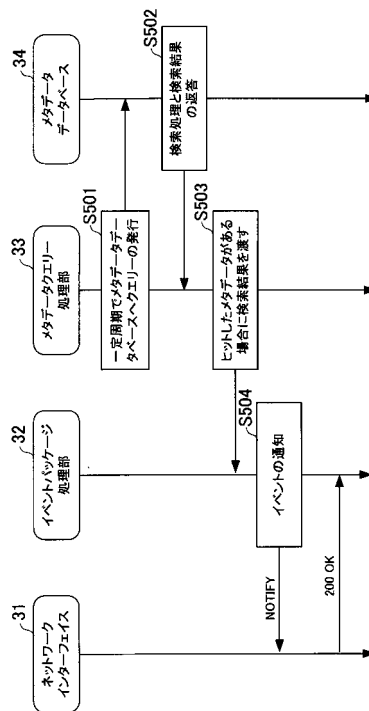 31
ネットワーク
インターフェイス
32
イベントパッケージ
処理部
33
メタデータクエリー
処理部
34
メタデータ
データベース
S501
一定周期でメタデータデー
タベースへクエリーの発行
S502
検索処理と検索結果
の返答
S503
ヒットしたメタデータがある
場合に検索結果を渡す
S504
イベントの通知
NOTIFY
200 OK